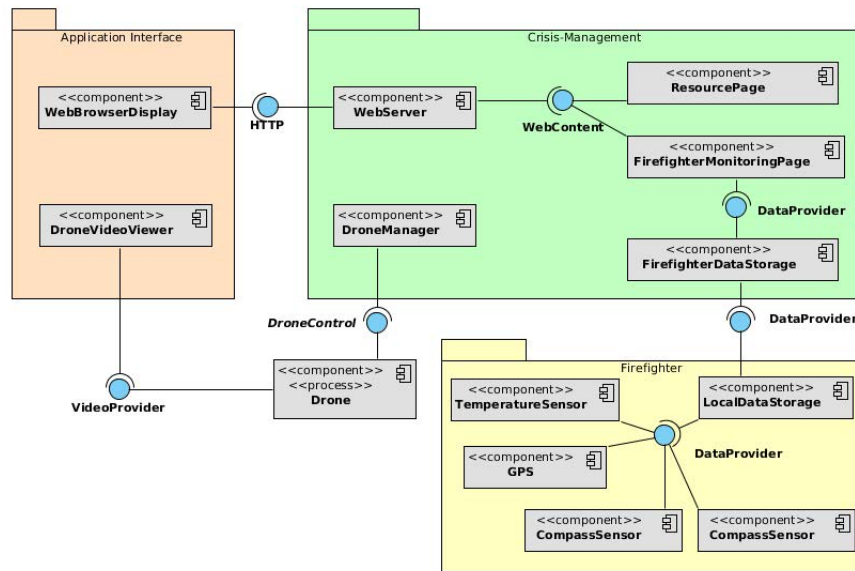 Application Interface
Crisis-Management
<<component>>
WebBrowserDisplay
HTTP
<<component>>
WebServer
WebContent
<<component>>
ResourcePage
<<component>>
FirefighterMonitoringPage
DataProvider
<<component>>
DroneVideoViewer
<<component>>
DroneManager
<<component>>
FirefighterDataStorage
DroneControl
DataProvider
<<component>>
<<process>>
Drone
VideoProvider
Firefighter
<<component>>
TemperatureSensor
<<component>>
LocalDataStorage
DataProvider
<<component>>
GPS
<<component>>
CompassSensor
<<component>>
CompassSensor